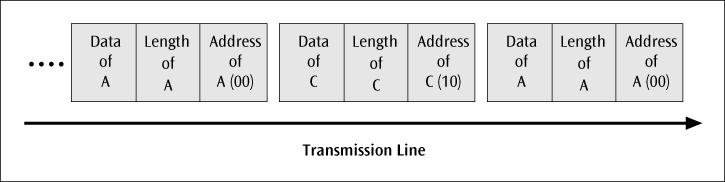 Data of A
Length of A
Address of A (00)
Data of C
Length of C
Address of C (10)
Data of A
Length of A
Address of A (00)
Transmission Line